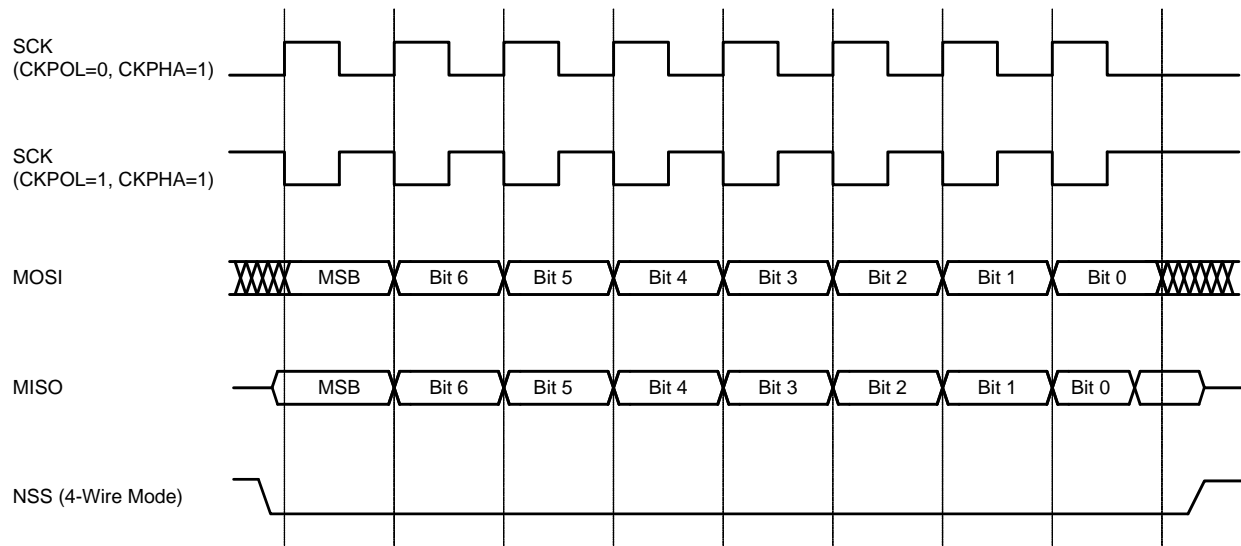 SCK
(CKPOL=0, CKPHA=1)
SCK
(CKPOL=1, CKPHA=1)
MOSI MSB Bit 6 Bit 5 Bit 4 Bit 3 Bit 2 Bit 1 Bit 0
MISO MSB Bit 6 Bit 5 Bit 4 Bit 3 Bit 2 Bit 1 Bit 0
NSS (4-Wire Mode)